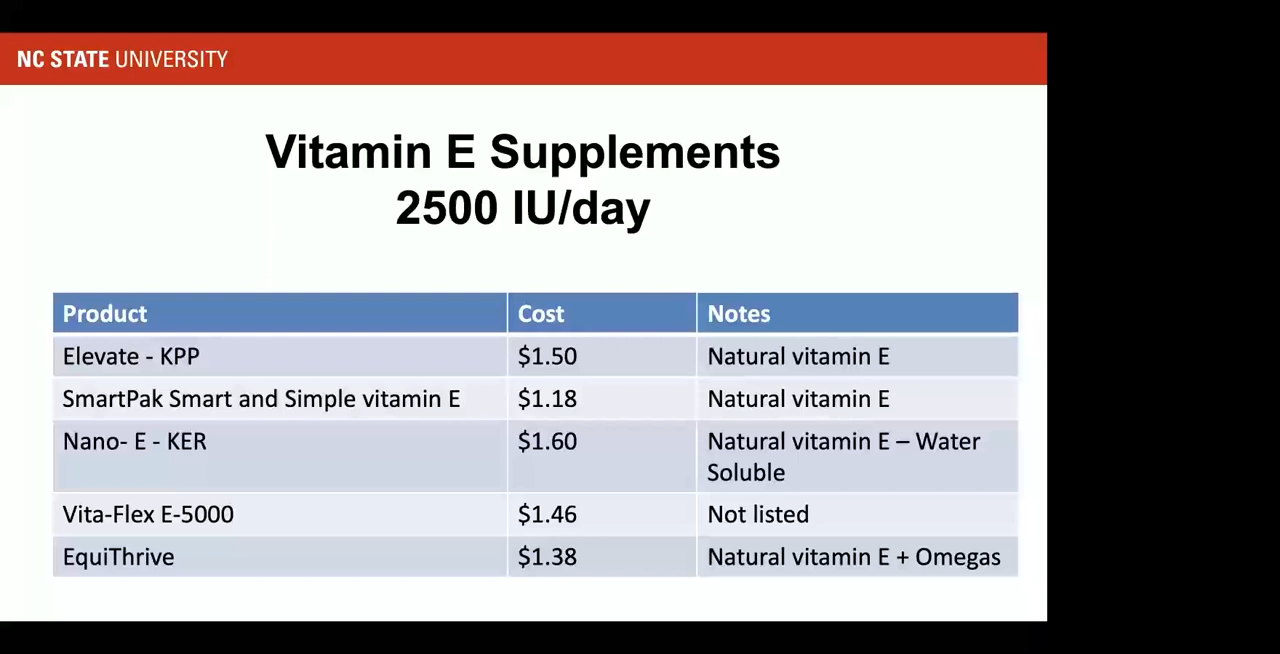 NC STATE UNIVERSITY
Vitamin E Supplements
2500 IU/day
Product Cost Notes
Elevate - KPP $1.50 Natural vitamin E
SmartPak Smart and Simple vitamin E $1.18 Natural vitamin E
Nano- E - KER $1.60 Natural vitamin E – Water
Soluble
Vita-Flex E-5000 $1.46 Not listed
EquiThrive $1.38 Natural vitamin E + Omegas